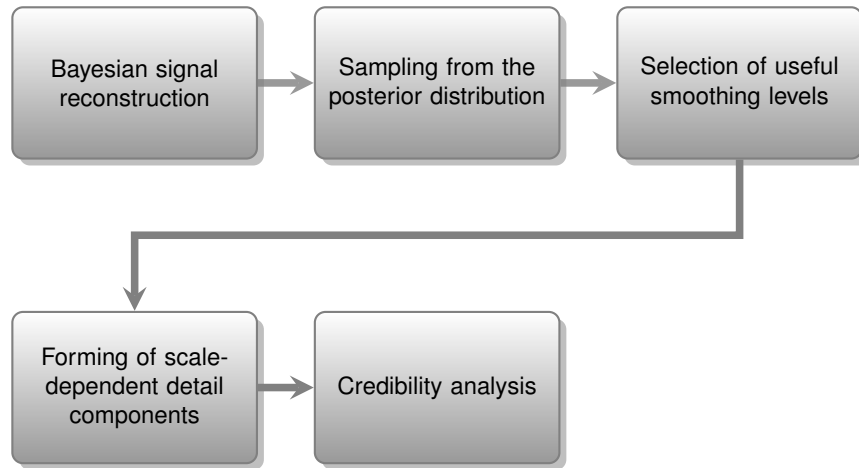 Bayesian signal
reconstruction
Sampling from the
posterior distribution
Selection of useful
smoothing levels
Forming of scale-
dependent detail
components
Credibility analysis